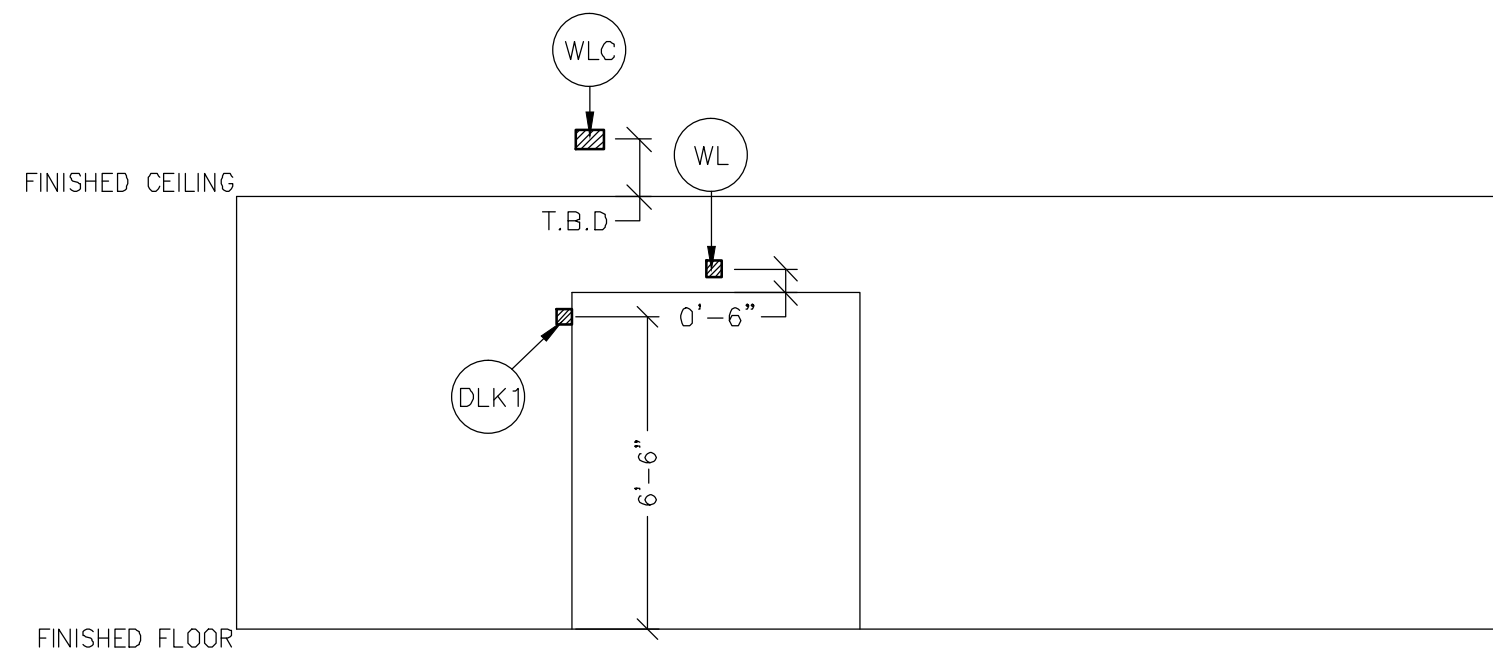 WLC
WL
FINISHED CEILING
T.B.D
0'-6"
DLK1
6'-6"
FINISHED FLOOR